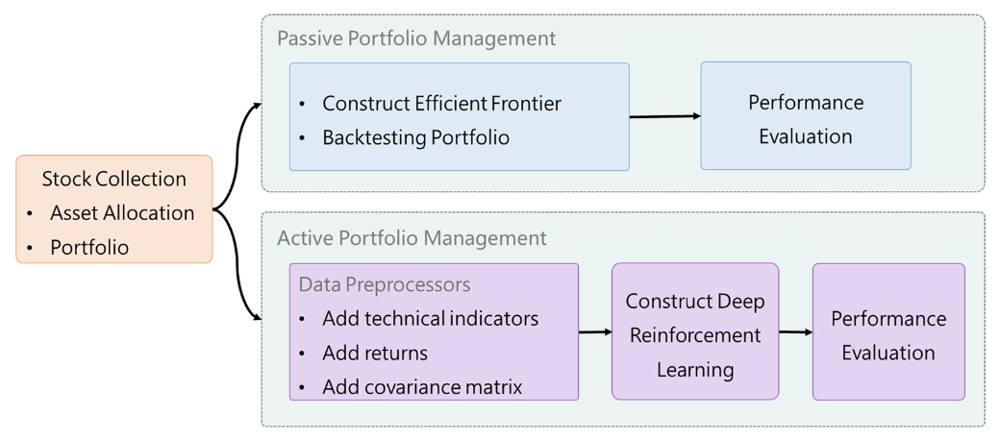 Passive Portfolio Management
• Construct Efficient Frontier
• Backtesting Portfolio
Performance
Evaluation
Stock Collection
• Asset Allocation
• Portfolio
Active Portfolio Management
Data Preprocessors
• Add technical indicators
• Add returns
• Add covariance matrix
Construct Deep
Reinforcement
Learning
Performance
Evaluation